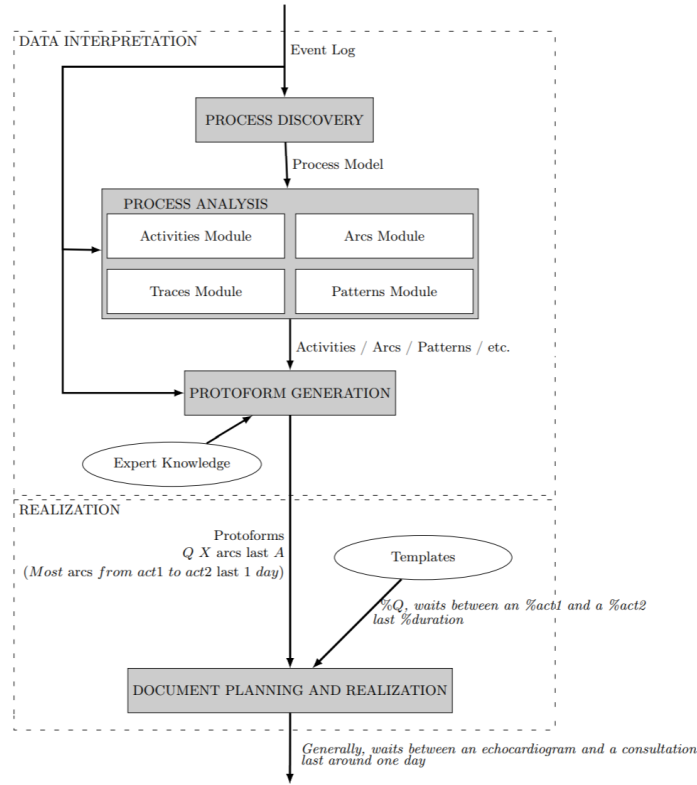 DATA INTERPRETATION
Event Log
PROCESS DISCOVERY
Process Model
PROCESS ANALYSIS
Activities Module
Arcs Module
Traces Module
Patterns Module
Activities / Arcs / Patterns / etc.
PROTOFORM GENERATION
Expert Knowledge
REALIZATION
Protoforms
Q X arcs last A
(Most arcs from act1 to act2 last 1 day)
Templates
%Q, waits between an %act1 and a %act2
last %duration
DOCUMENT PLANNING AND REALIZATION
Generally, waits between an echocardiogram and a consultation
last around one day